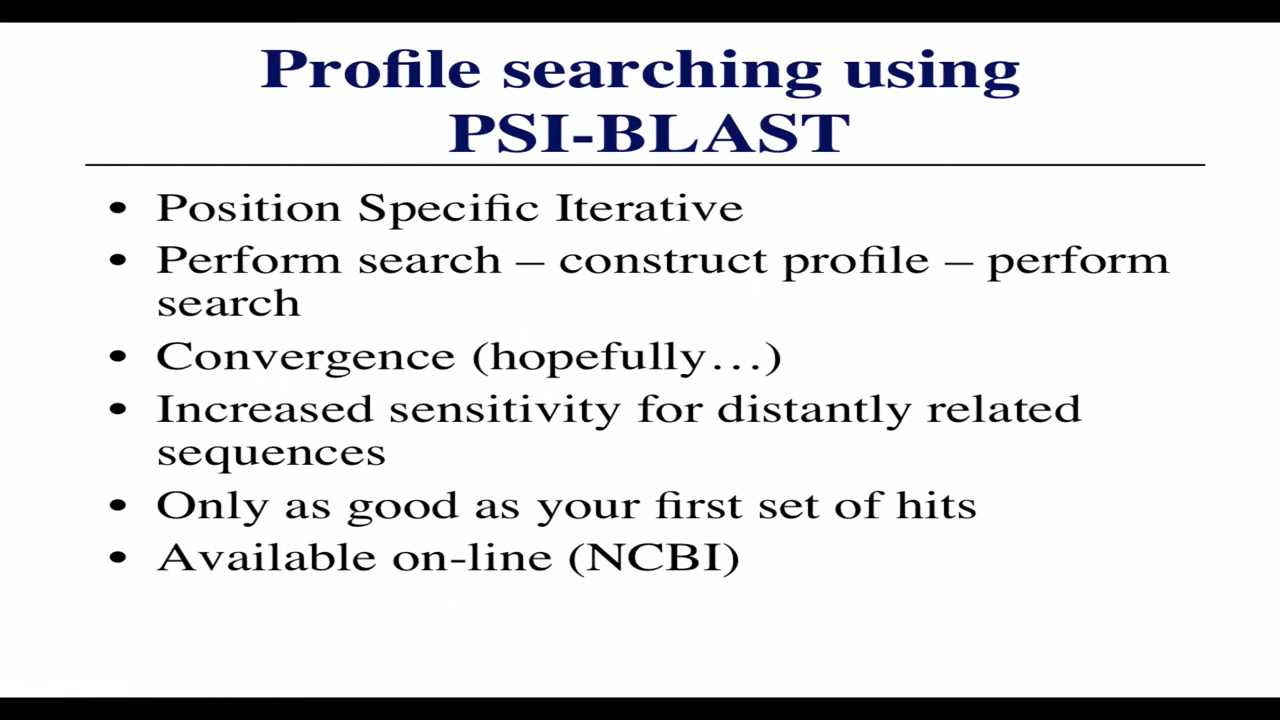 Profile searching using
PSI-BLAST
• Position Specific Iterative
• Perform search – construct profile – perform
search
• Convergence (hopefully…)
• Increased sensitivity for distantly related
sequences
• Only as good as your first set of hits
• Available on-line (NCBI)